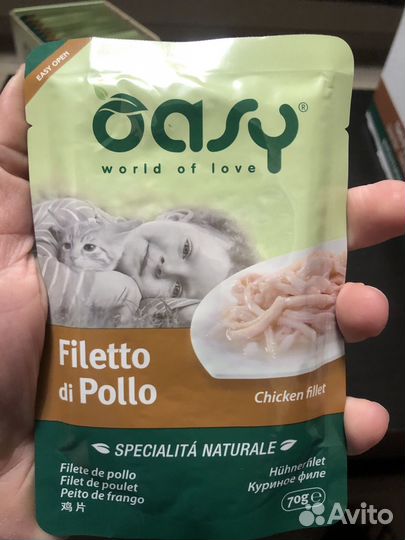 EASY OPEN
Oasy®
world of love
Filetto
di Pollo
Chicken fillet
SPECIALITÁ NATURALE
Filete de pollo
Filet de poulet
Peito de frango
鸡片
Hühnerfilet
Куриное филе
70g e
Avito